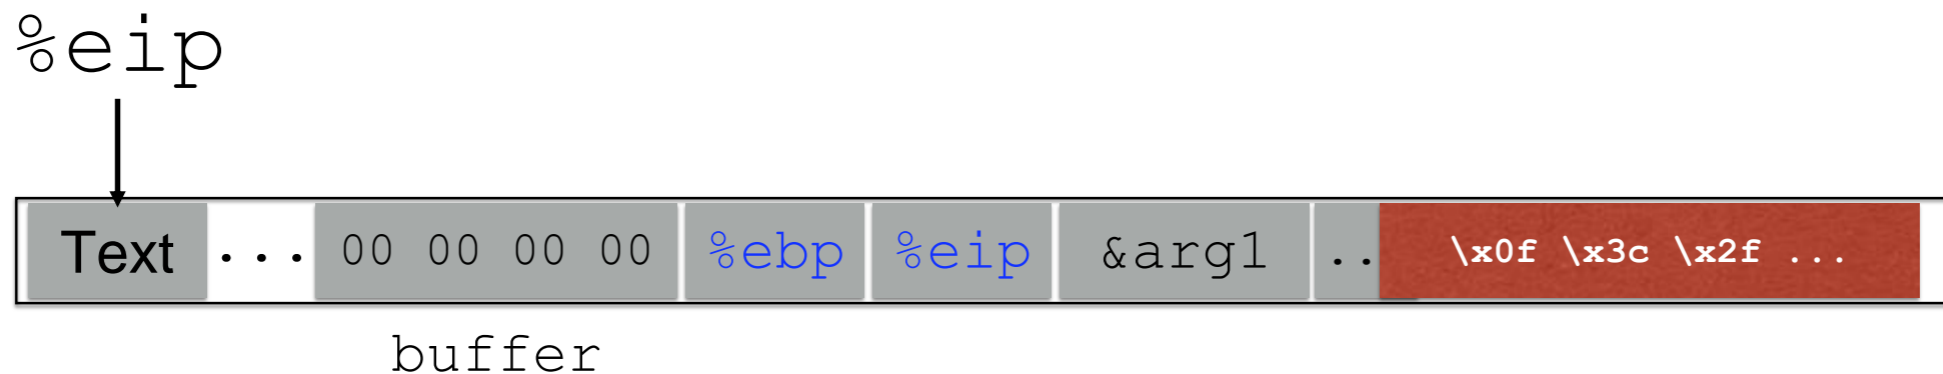 %eip
Text ... 00 00 00 00 %ebp %eip &arg1 .. \x0f \x3c \x2f ...
buffer